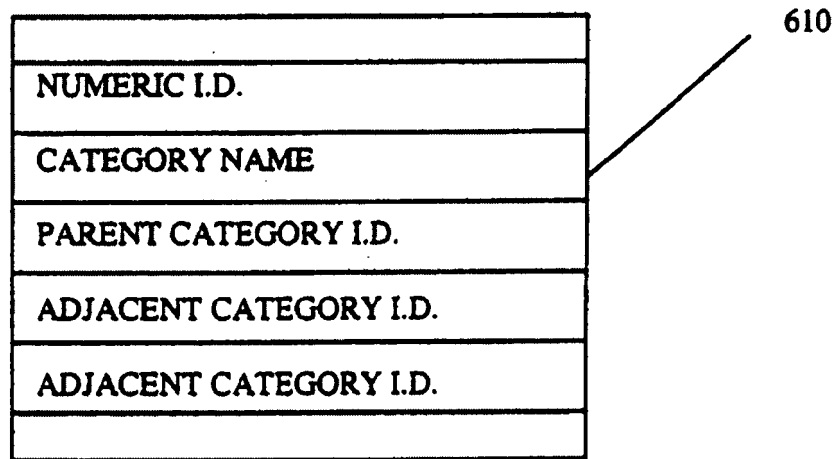 610
NUMERIC I.D.
CATEGORY NAME
PARENT CATEGORY I.D.
ADJACENT CATEGORY I.D.
ADJACENT CATEGORY I.D.